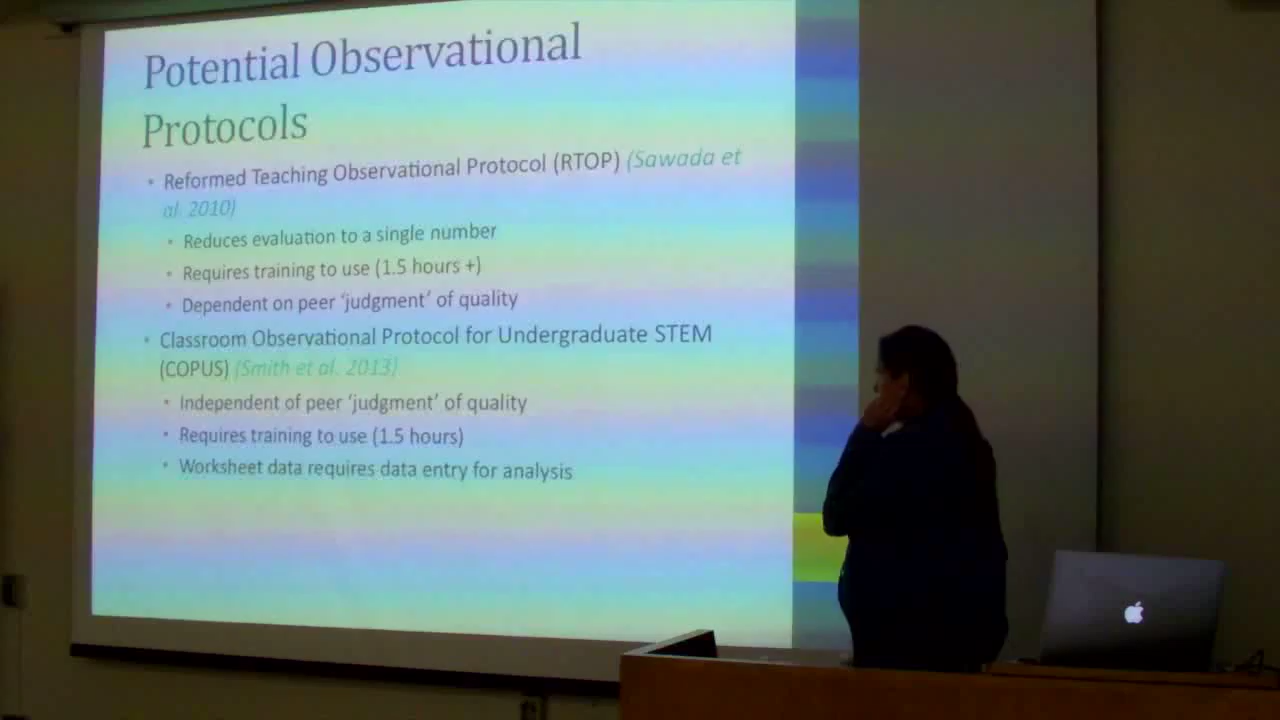 Potential Observational
Protocols
• Reformed Teaching Observational Protocol (RTOP) (Sawada et
al. 2010)
• Reduces evaluation to a single number
• Requires training to use (1.5 hours +)
• Dependent on peer ‘judgment’ of quality
• Classroom Observational Protocol for Undergraduate STEM
(COPUS) (Smith et al. 2013)
• Independent of peer ‘judgment’ of quality
• Requires training to use (1.5 hours)
• Worksheet data requires data entry for analysis